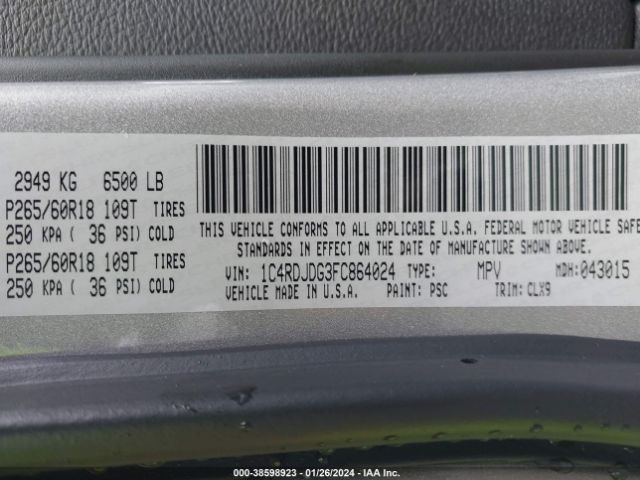 2949 KG 6500 LB
P265/60R18 109T TIRES
250 KPA ( 36 PSI) COLD
P265/60R18 109T TIRES
250 KPA ( 36 PSI) COLD
THIS VEHICLE CONFORMS TO ALL APPLICABLE U.S.A. FEDERAL MOTOR VEHICLE SAFE
STANDARDS IN EFFECT ON THE DATE OF MANUFACTURE SHOWN ABOVE.
VIN: 1C4RDJDG3FC864024 TYPE: MPV MDH:043015
VEHICLE MADE IN U.S.A. PAINT: PSC TRIM: CLX9
000-38598923 / 01/26/2024 - IAA Inc.